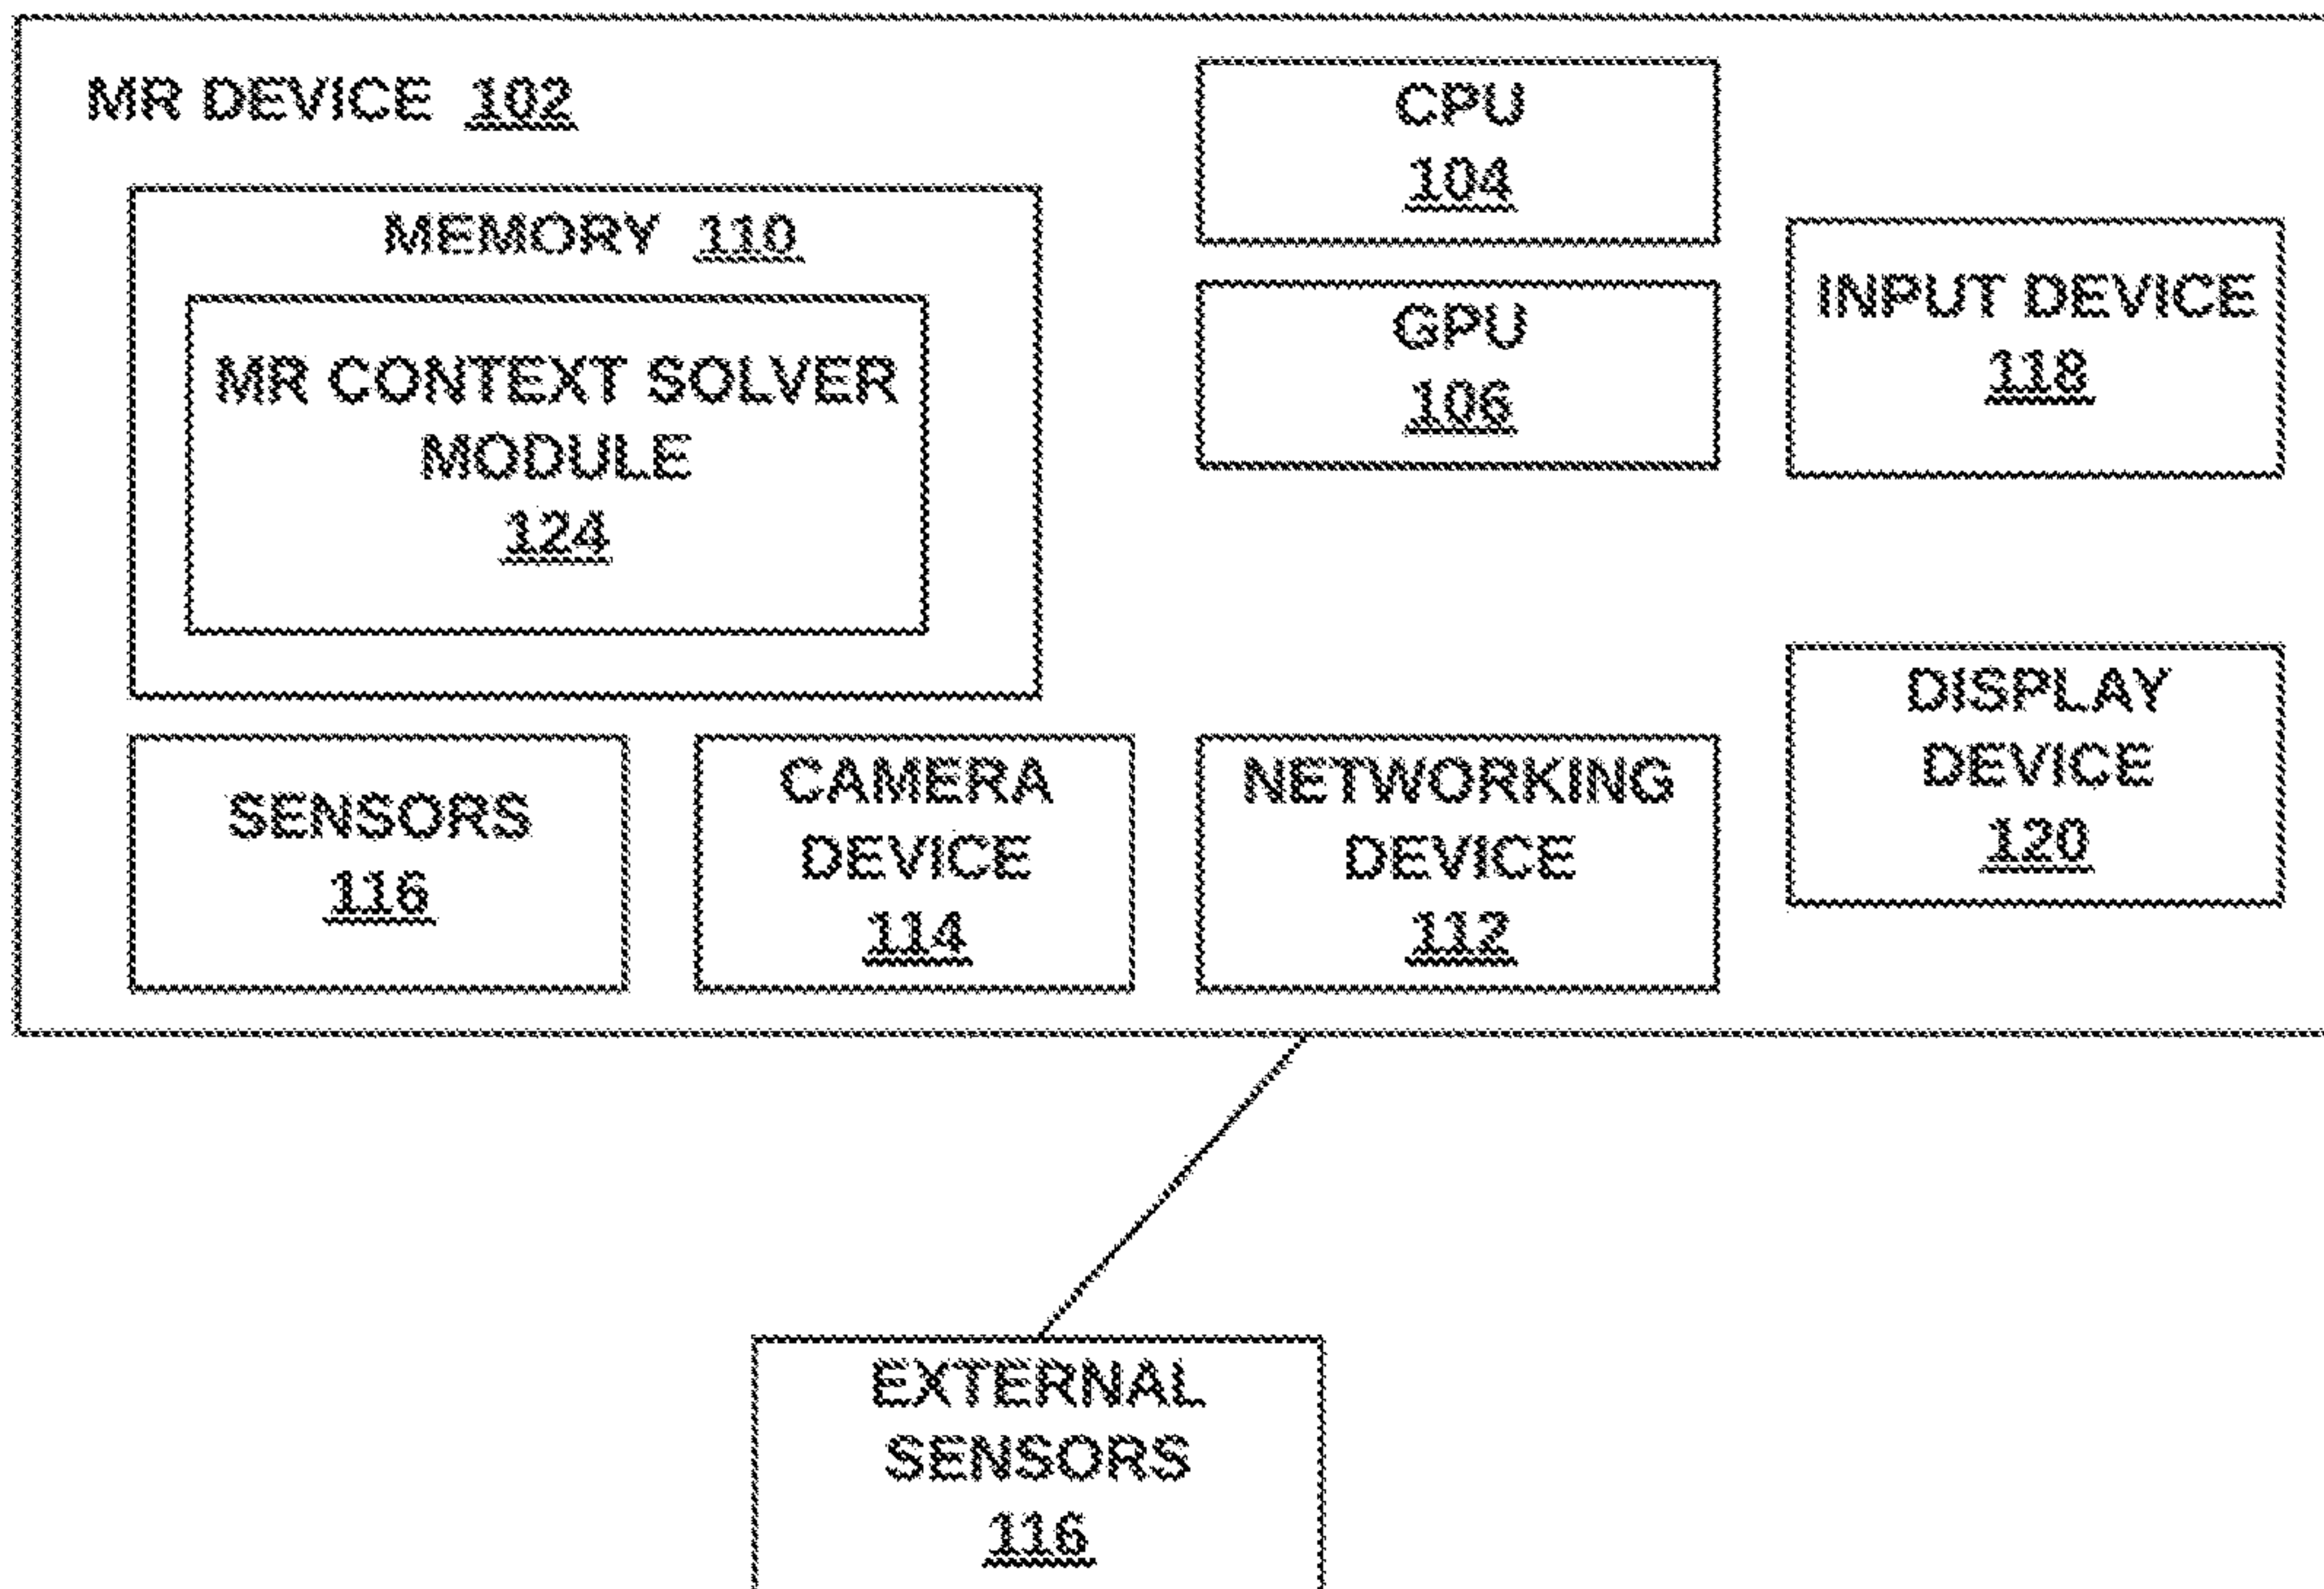 MR DEVICE 102
CPU
104
MEMORY 110
GPU
106
INPUT DEVICE
118
MR CONTEXT SOLVER
MODULE
124
SENSORS
116
CAMERA
DEVICE
114
NETWORKING
DEVICE
112
DISPLAY
DEVICE
120
EXTERNAL
SENSORS
116